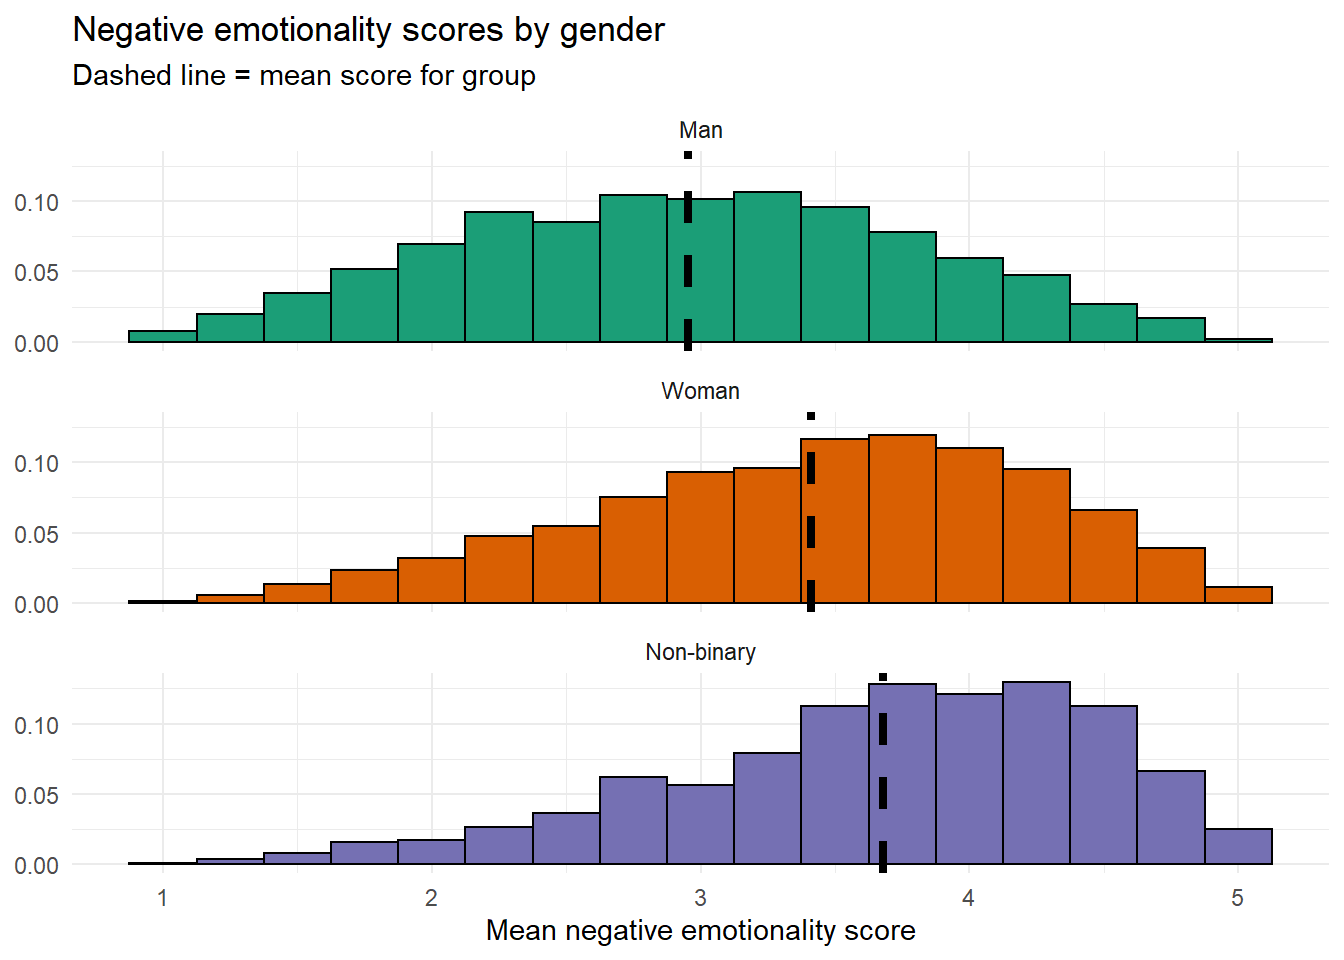 Negative emotionality scores by gender
Dashed line = mean score for group
Man
0.10
0.05
0.00
Woman
0.10
0.05
0.00
Non-binary
0.10
0.05
0.00
1 2 3 4 5
Mean negative emotionality score